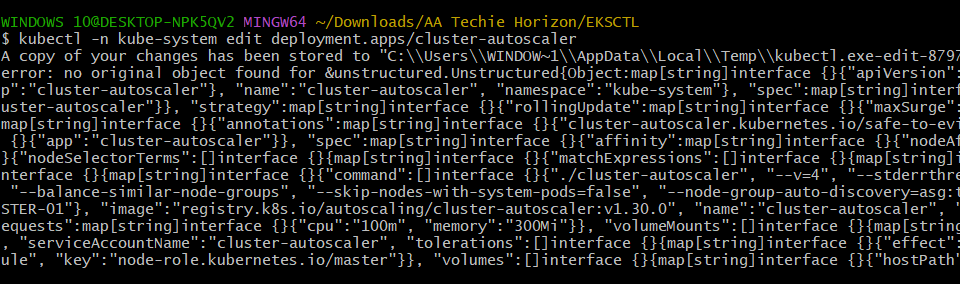 WINDOWS 10@DESKTOP-NPK5QV2 MINGW64 ~/Downloads/AA Techie Horizon/EKSCTL
$ kubectl -n kube-system edit deployment.apps/cluster-autoscaler
A copy of your changes has been stored to "C:\\Users\\WINDOW~1\\AppData\\Local\\Temp\\kubectl.exe-edit-8797
error: no original object found for &unstructured.Unstructured{Object:map[string]interface {}{"apiVersion":
p":"cluster-autoscaler"}, "name":"cluster-autoscaler", "namespace":"kube-system"}, "spec":map[string]interfa
uster-autoscaler"}}, "strategy":map[string]interface {}{"rollingUpdate":map[string]interface {}{"maxSurge":
map[string]interface {}{"annotations":map[string]interface {}{"cluster-autoscaler.kubernetes.io/safe-to-evi
 {}{"app":"cluster-autoscaler"}}, "spec":map[string]interface {}{"affinity":map[string]interface {}{"nodeAf
}{"nodeSelectorTerms":[]interface {}{map[string]interface {}{"matchExpressions":[]interface {}{map[string]i
nterface {}{map[string]interface {}{"command":[]interface {}{"./cluster-autoscaler", "--v=4", "--stderrthre
 "--balance-similar-node-groups", "--skip-nodes-with-system-pods=false", "--node-group-auto-discovery=asg:t
STER-01"}, "image":"registry.k8s.io/autoscaling/cluster-autoscaler:v1.30.0", "name":"cluster-autoscaler", "
equests":map[string]interface {}{"cpu":"100m", "memory":"300Mi"}}, "volumeMounts":[]interface {}{map[string
, "serviceAccountName":"cluster-autoscaler", "tolerations":[]interface {}{map[string]interface {}{"effect":
ule", "key":"node-role.kubernetes.io/master"}}, "volumes":[]interface {}{map[string]interface {}{"hostPath"